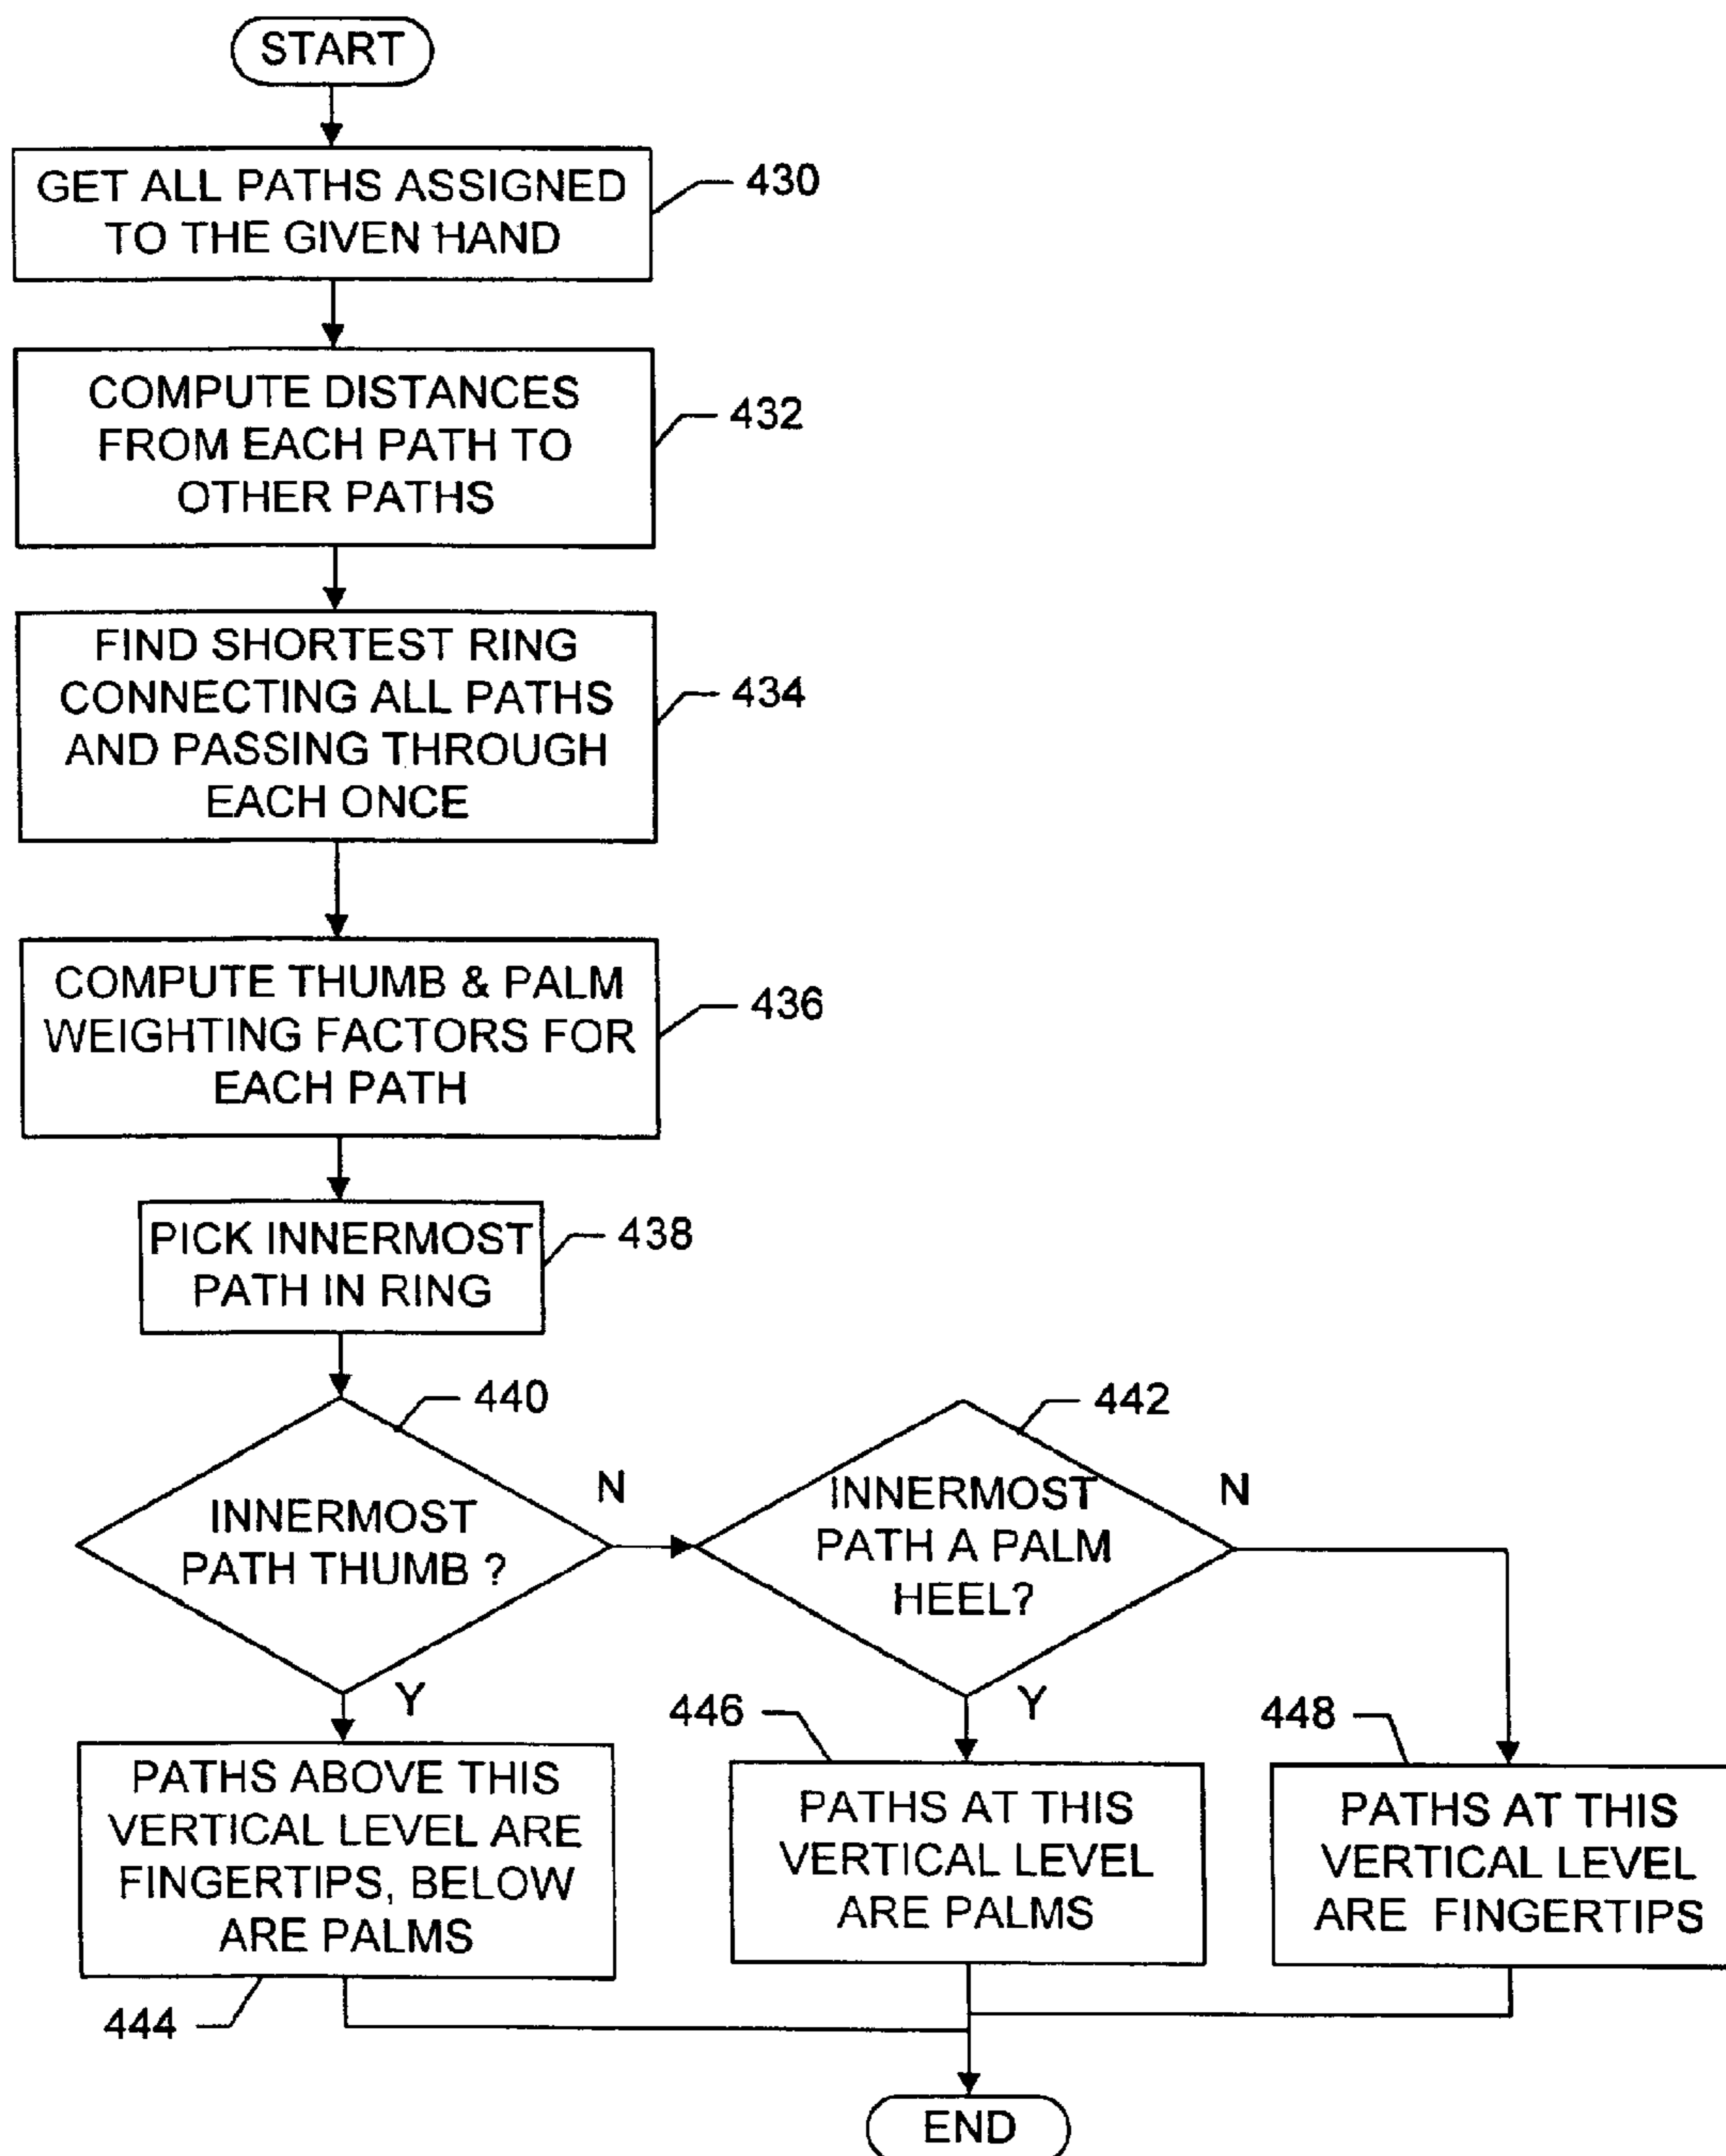 START
GET ALL PATHS ASSIGNED
TO THE GIVEN HAND
430
COMPUTE DISTANCES
FROM EACH PATH TO
OTHER PATHS
432
FIND SHORTEST RING
CONNECTING ALL PATHS
AND PASSING THROUGH
EACH ONCE
434
COMPUTE THUMB & PALM
WEIGHTING FACTORS FOR
EACH PATH
436
PICK INNERMOST
PATH IN RING
438
440
INNERMOST
PATH THUMB ?
N
Y
442
INNERMOST
PATH A PALM
HEEL?
N
Y
PATHS ABOVE THIS
VERTICAL LEVEL ARE
FINGERTIPS, BELOW
ARE PALMS
444
446
PATHS AT THIS
VERTICAL LEVEL
ARE PALMS
448
PATHS AT THIS
VERTICAL LEVEL
ARE FINGERTIPS
END